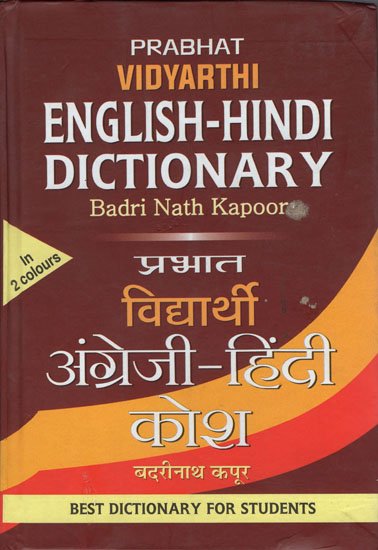 PRABHAT
VIDYARTHI
ENGLISH-HINDI
DICTIONARY
Badri Nath Kapoor
in
2 colours
प्रभात
विद्यार्थी
अंग्रेजी-हिंदी
कोश
बदरीनाथ कपूर
BEST DICTIONARY FOR STUDENTS